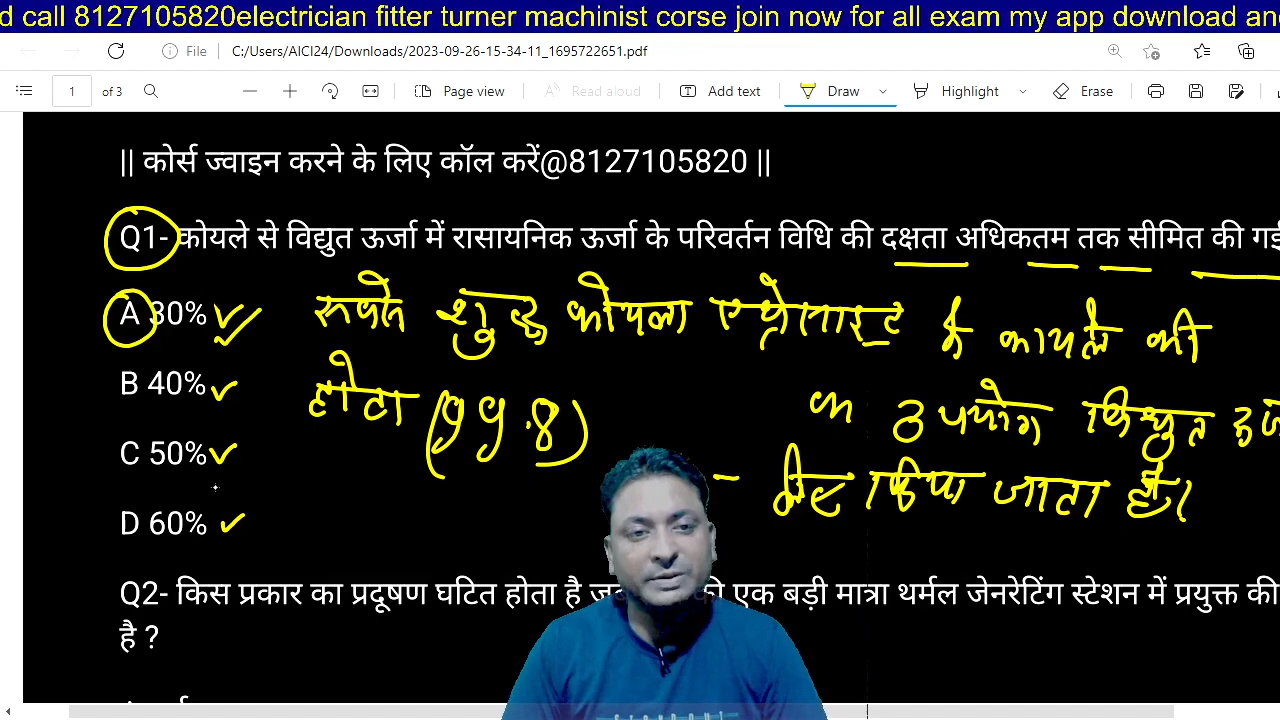 d call 8127105820electrician fitter turner machinist corse join now for all exam my app download an
File C:/Users/AICI24/Downloads/2023-09-26-15-34-11_1695722651.pdf
1 of 3 Page view Read aloud Add text Draw Highlight Erase
|| कोर्स ज्वाइन करने के लिए कॉल करें@8127105820 ||
Q1- कोयले से विद्युत ऊर्जा में रासायनिक ऊर्जा के परिवर्तन विधि की दक्षता अधिकतम तक सीमित की गई
A 30%
शुद्ध कोयला के कोयले की
B 40%
होता (99.8)
का उपयोग विधुत
C 50%
किया जाता है।
D 60%
Q2- किस प्रकार का प्रदूषण घटित होता है की एक बड़ी मात्रा थर्मल जेनरेटिंग स्टेशन में प्रयुक्त की
है ?